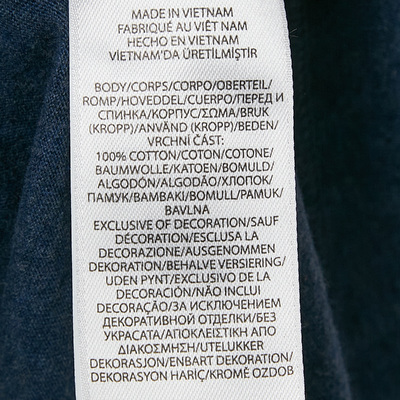 MADE IN VIETNAM
FABRIQUÉ AU VIÊT NAM
HECHO EN VIETNAM
VİETNAM'DA ÜRETİLMİŞTİR
BODY/CORPS/CORPO/OBERTEIL/
ROMP/HOVEDDEL/CUERPO/ПЕРЕД И
СПИНКА/КОРПУС/ΣΩΜΑ/BRUK
(KROPP)/ANVÄND (KROPP)/BEDEN/
VRCHNÍ ČÁST:
100% COTTON/COTON/COTONE/
BAUMWOLLE/KATOEN/BOMULD/
ALGODÓN/ALGODÃO/ХЛОПОК/
ПАМУК/ΒΑΜΒΑΚΙ/BOMULL/PAMUK/
BAVLNA
EXCLUSIVE OF DECORATION/SAUF
DÉCORATION/ESCLUSA LA
DECORAZIONE/AUSGENOMMEN
DEKORATION/BEHALVE VERSIERING/
UDEN PYNT/EXCLUSIVO DE LA
DECORACIÓN/NÃO INCLUI
DECORAÇÃO/ЗА ИСКЛЮЧЕНИЕМ
ДЕКОРАТИВНОЙ ОТДЕЛКИ/БЕЗ
УКРАСАТА/ΑΠΟΚΛΕΙΣΤΙΚΗ ΑΠΟ
ΔΙΑΚΟΣΜΗΣΗ/UTELUKKER
DEKORASJON/ENBART DEKORATION/
DEKORASYON HARİÇ/KROMĚ OZDOB